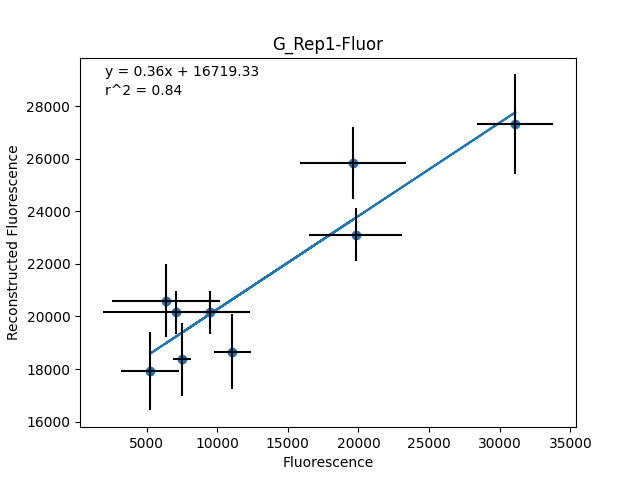 G_Rep1-Fluor
y = 0.36x + 16719.33
r^2 = 0.84
28000
26000
24000
22000
20000
18000
16000
Reconstructed Fluorescence
5000 10000 15000 20000 25000 30000 35000
Fluorescence